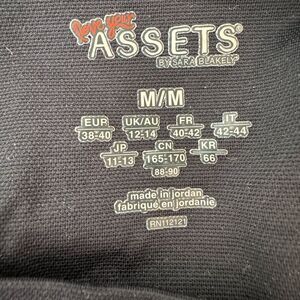 love your
ASSETS®
BY SARA BLAKELY®
M/M
EUP UK/AU FR IT
38-40 12-14 40-42 42-44
JP CN KR
11-13 165-170 66
88-90
made in jordan
fabriqué en jordanie
RN112121